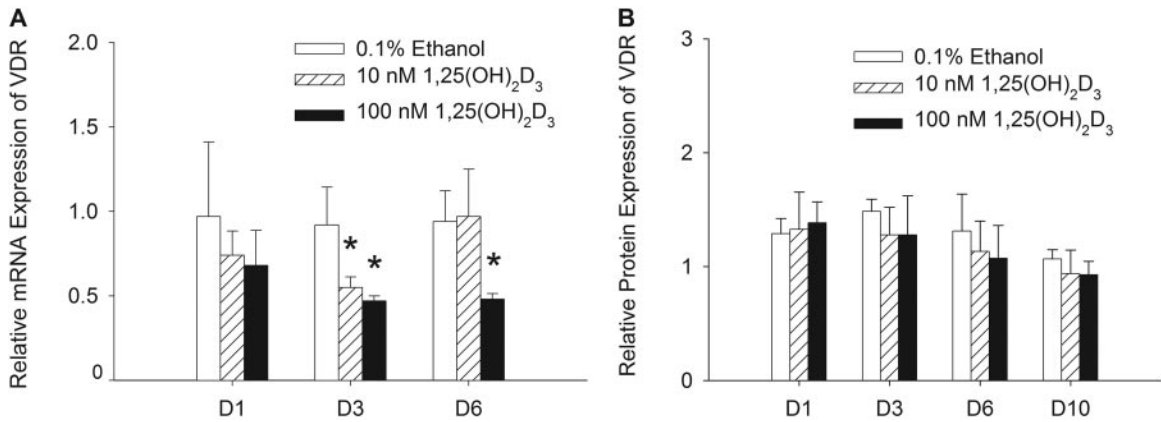 A
Relative mRNA Expression of VDR
2.0
1.5
1.0
0.5
0
0.1% Ethanol
10 nM 1,25(OH)₂D₃
100 nM 1,25(OH)₂D₃
*
*
*
D1 D3 D6
B
Relative Protein Expression of VDR
3
2
1
0
0.1% Ethanol
10 nM 1,25(OH)₂D₃
100 nM 1,25(OH)₂D₃
D1 D3 D6 D10